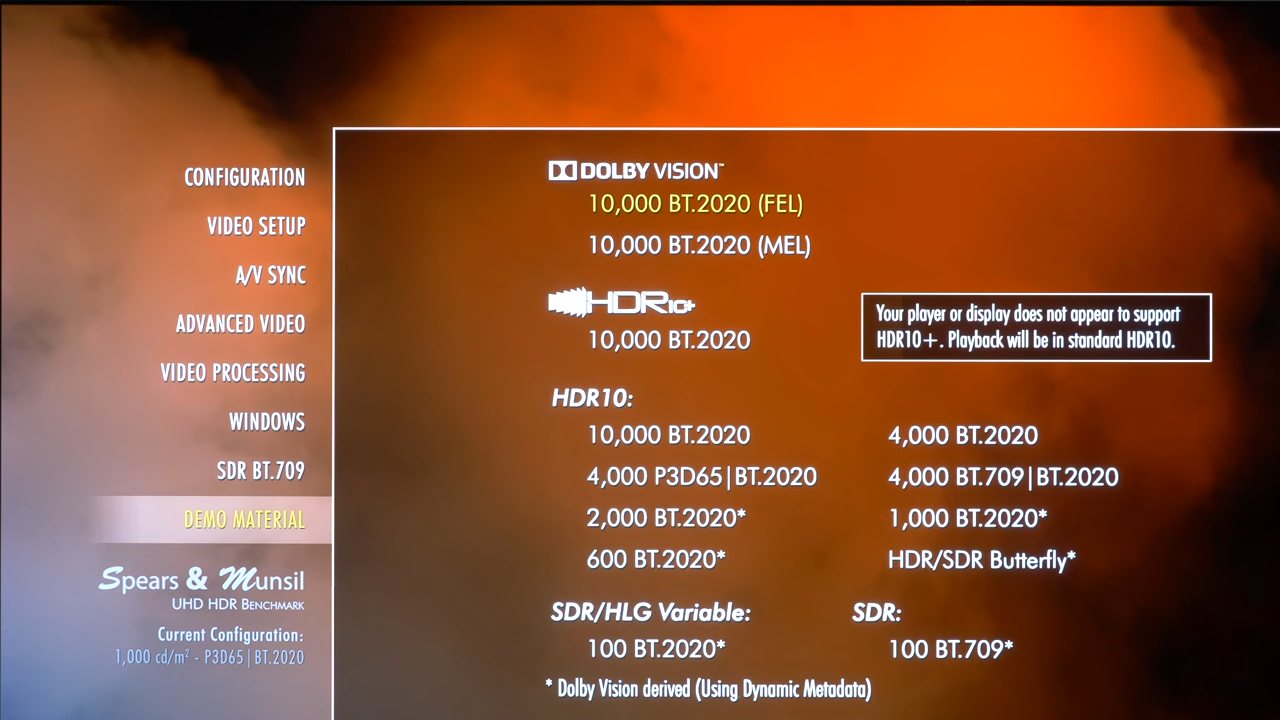 CONFIGURATION
VIDEO SETUP
A/V SYNC
ADVANCED VIDEO
VIDEO PROCESSING
WINDOWS
SDR BT.709
DEMO MATERIAL
Spears & Munsil
UHD HDR BENCHMARK
Current Configuration:
1,000 cd/m² - P3D65|BT.2020
DOLBY VISION™
10,000 BT.2020 (FEL)
10,000 BT.2020 (MEL)
HDR10+
10,000 BT.2020
Your player or display does not appear to support
HDR10+. Playback will be in standard HDR10.
HDR10:
10,000 BT.2020
4,000 BT.2020
4,000 P3D65|BT.2020
4,000 BT.709|BT.2020
2,000 BT.2020*
1,000 BT.2020*
600 BT.2020*
HDR/SDR Butterfly*
SDR/HLG Variable:
SDR:
100 BT.2020*
100 BT.709*
* Dolby Vision derived (Using Dynamic Metadata)